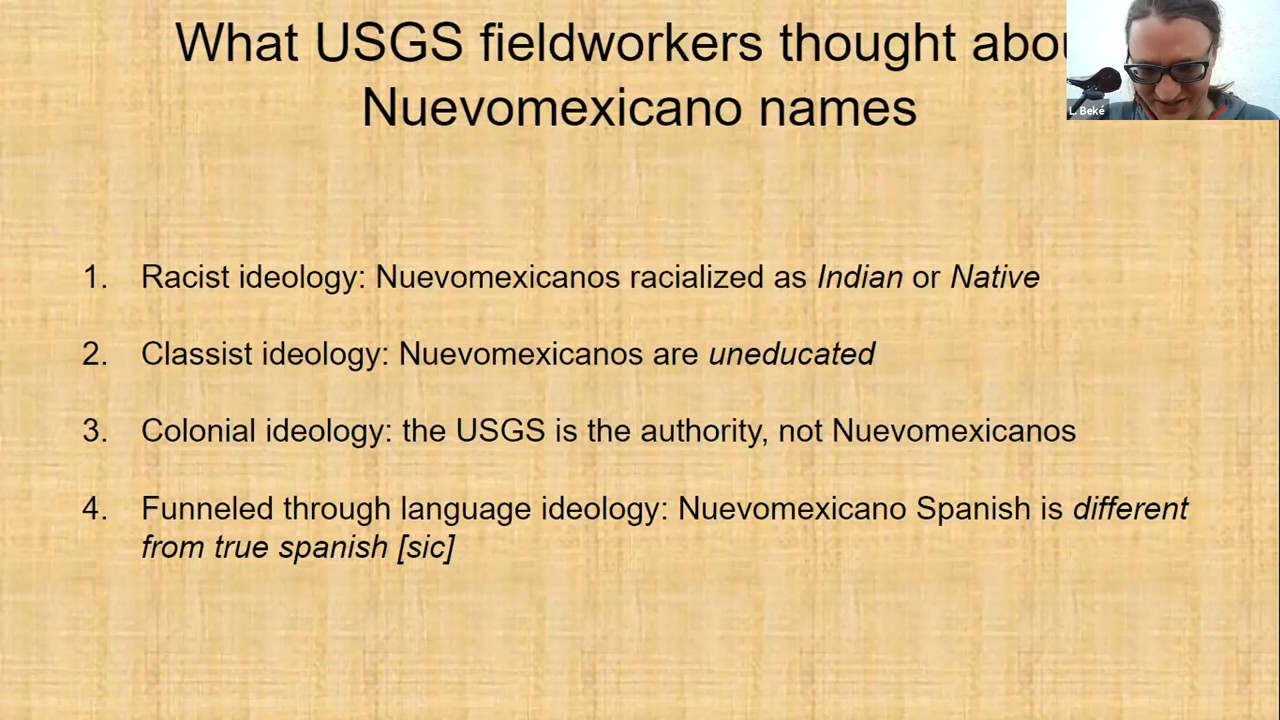 What USGS fieldworkers thought abou
Nuevomexicano names
L. Beké
1. Racist ideology: Nuevomexicanos racialized as Indian or Native
2. Classist ideology: Nuevomexicanos are uneducated
3. Colonial ideology: the USGS is the authority, not Nuevomexicanos
4. Funneled through language ideology: Nuevomexicano Spanish is different
from true spanish [sic]